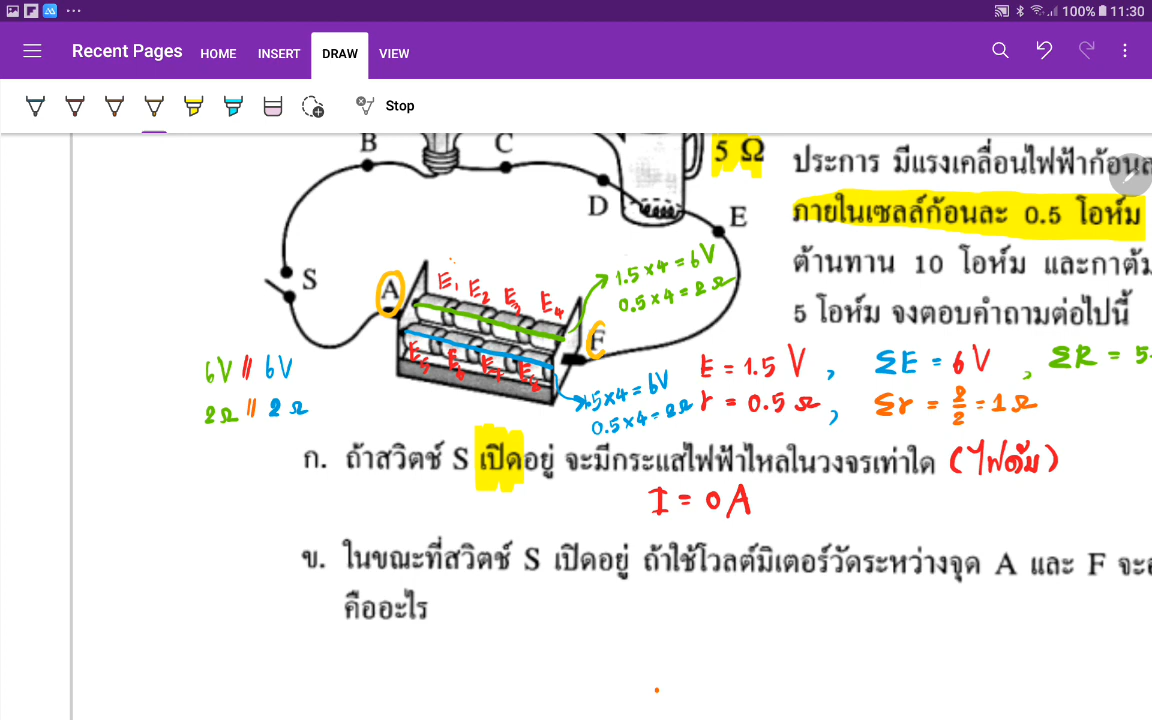 100% 11:30
Recent Pages HOME INSERT DRAW VIEW
Stop
B C 5 Ω
D E
S A F
E₁ E₂ E₃ E₄
1.5 × 4 = 6V
0.5 × 4 = 2Ω
E₅ E₆ E₇ E₈
.5 × 4 = 6V
0.5 × 4 = 2Ω
6V // 6V
2Ω // 2Ω
ประการ มีแรงเคลื่อนไฟฟ้าก้อนล
ภายในเซลล์ก้อนละ 0.5 โอห์ม
ต้านทาน 10 โอห์ม และกาต้ม
5 โอห์ม จงตอบคำถามต่อไปนี้
E = 1.5 V , ΣE = 6 V , ΣR = 5
r = 0.5 Ω , Σr = 2/2 = 1 Ω
ก. ถ้าสวิตช์ S เปิดอยู่ จะมีกระแสไฟฟ้าไหลในวงจรเท่าใด (ไฟดับ)
I = 0 A
ข. ในขณะที่สวิตช์ S เปิดอยู่ ถ้าใช้โวลต์มิเตอร์วัดระหว่างจุด A และ F จะ
คืออะไร